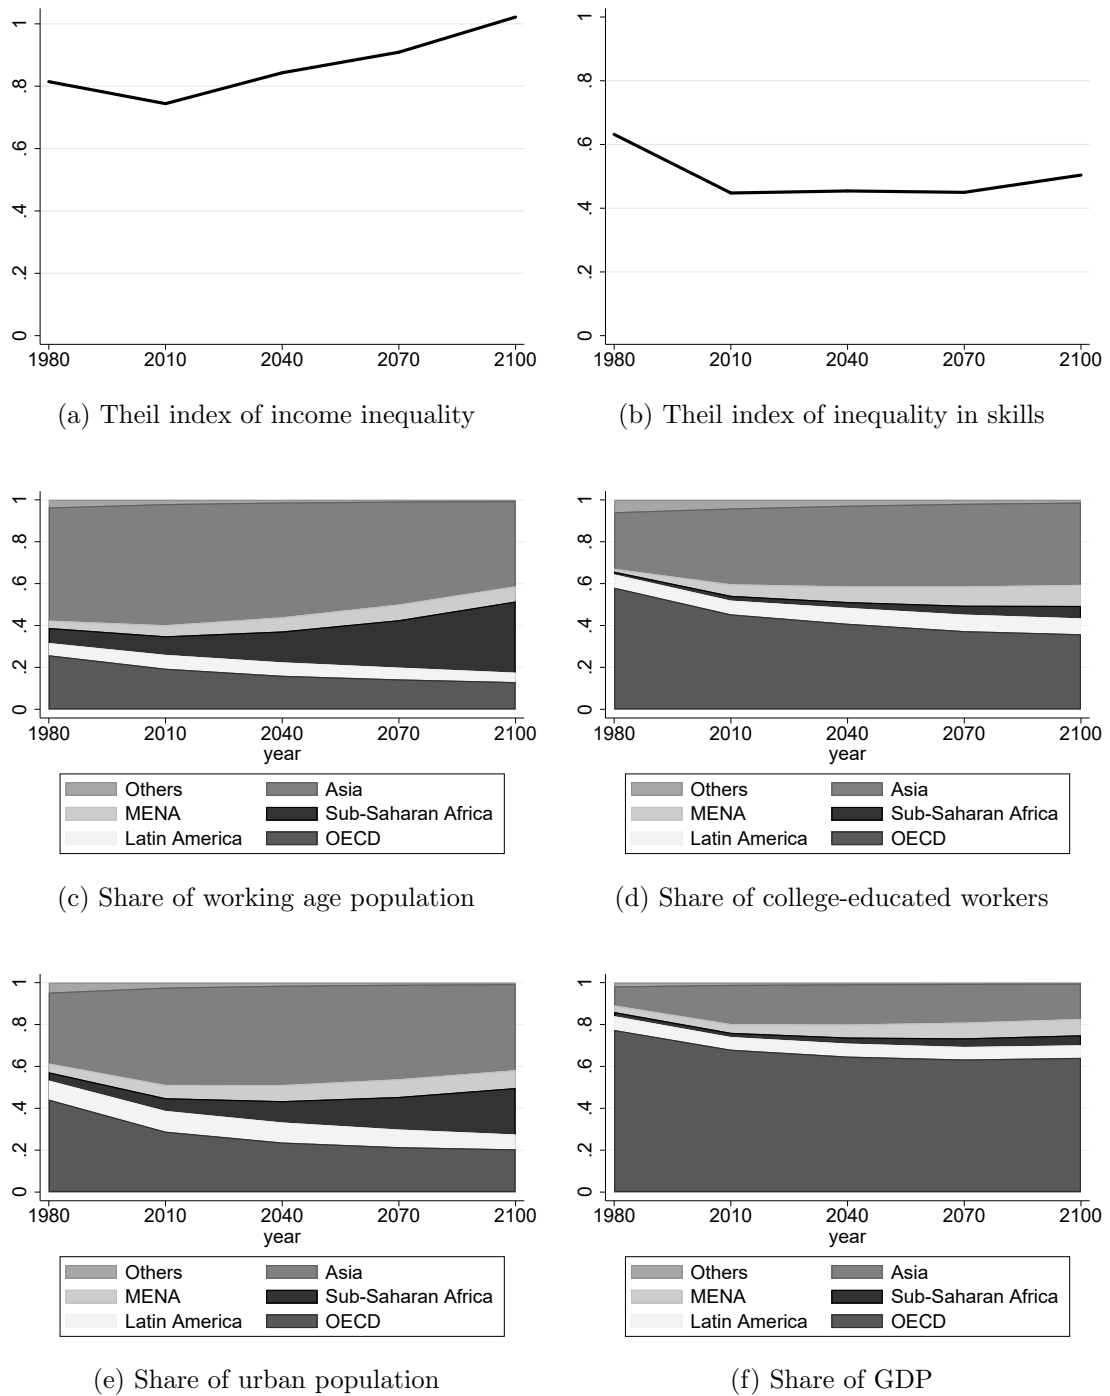 0 .2 .4 .6 .8 1
1980 2010 2040 2070 2100
(a) Theil index of income inequality
0 .2 .4 .6 .8 1
1980 2010 2040 2070 2100
(b) Theil index of inequality in skills
0 .2 .4 .6 .8 1
1980 2010 2040 2070 2100
year
Others Asia
MENA Sub-Saharan Africa
Latin America OECD
(c) Share of working age population
0 .2 .4 .6 .8 1
1980 2010 2040 2070 2100
year
Others Asia
MENA Sub-Saharan Africa
Latin America OECD
(d) Share of college-educated workers
0 .2 .4 .6 .8 1
1980 2010 2040 2070 2100
year
Others Asia
MENA Sub-Saharan Africa
Latin America OECD
(e) Share of urban population
0 .2 .4 .6 .8 1
1980 2010 2040 2070 2100
year
Others Asia
MENA Sub-Saharan Africa
Latin America OECD
(f) Share of GDP